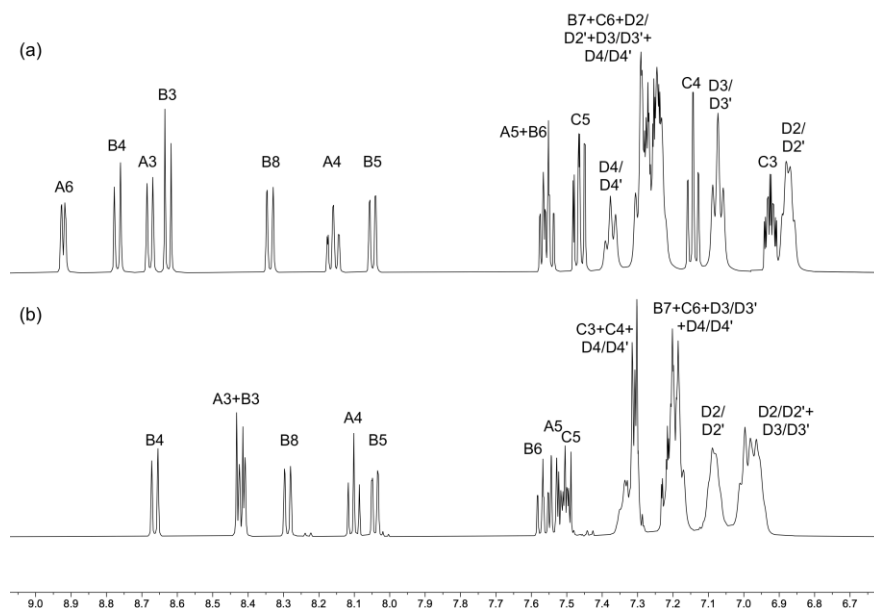 (a)
A6
B4
A3
B3
B8
A4
B5
A5+B6
C5
D4/
D4'
B7+C6+D2/
D2'+D3/D3'+
D4/D4'
C4
D3/
D3'
C3
D2/
D2'
(b)
B4
A3+B3
B8
A4
B5
B6
A5
C5
C3+C4+
D4/D4'
B7+C6+D3/D3'
+D4/D4'
D2/
D2'
D2/D2'+
D3/D3'
9.0 8.9 8.8 8.7 8.6 8.5 8.4 8.3 8.2 8.1 8.0 7.9 7.8 7.7 7.6 7.5 7.4 7.3 7.2 7.1 7.0 6.9 6.8 6.7